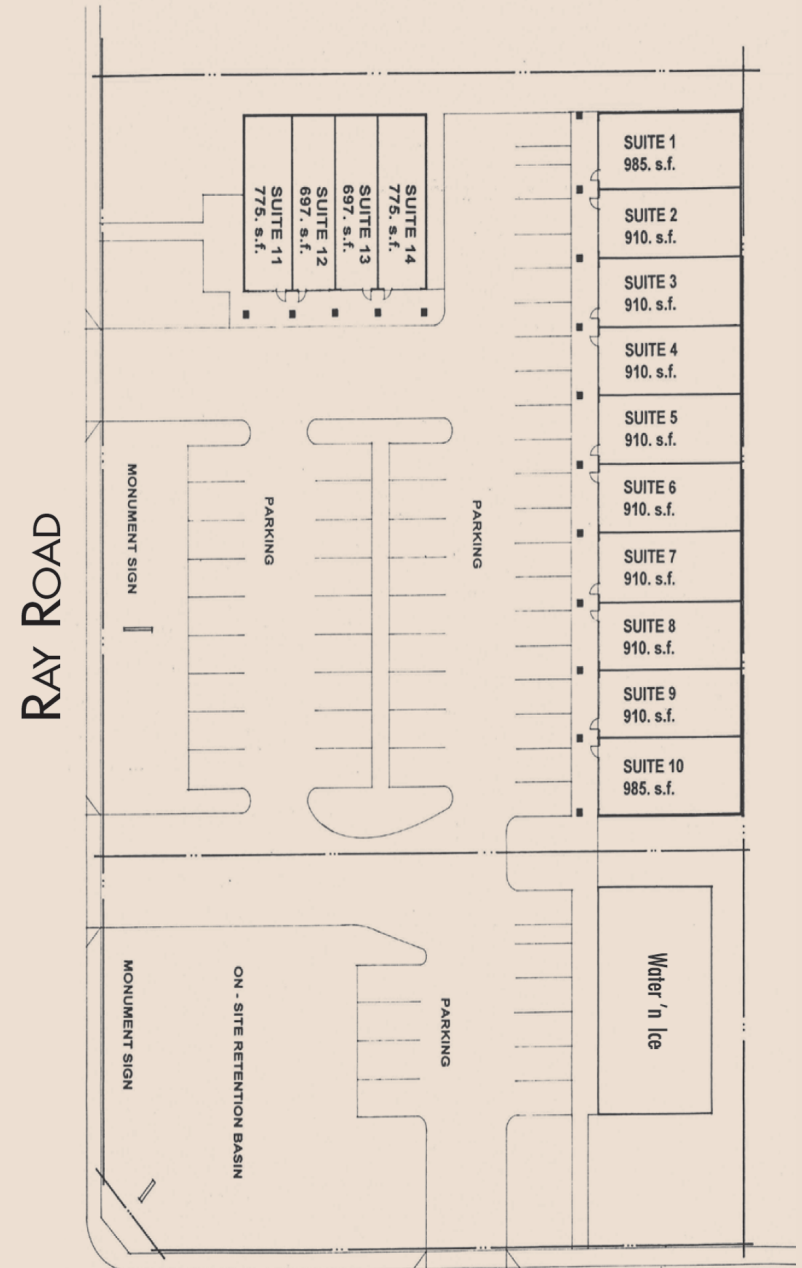 SUITE 1
985. s.f.
SUITE 2
910. s.f.
SUITE 3
910. s.f.
SUITE 4
910. s.f.
SUITE 5
910. s.f.
SUITE 6
910. s.f.
SUITE 7
910. s.f.
SUITE 8
910. s.f.
SUITE 9
910. s.f.
SUITE 10
985. s.f.
SUITE 14
775. s.f.
SUITE 13
697. s.f.
SUITE 12
697. s.f.
SUITE 11
775. s.f.
PARKING
PARKING
MONUMENT SIGN
RAY ROAD
Water 'n Ice
PARKING
ON - SITE RETENTION BASIN
MONUMENT SIGN